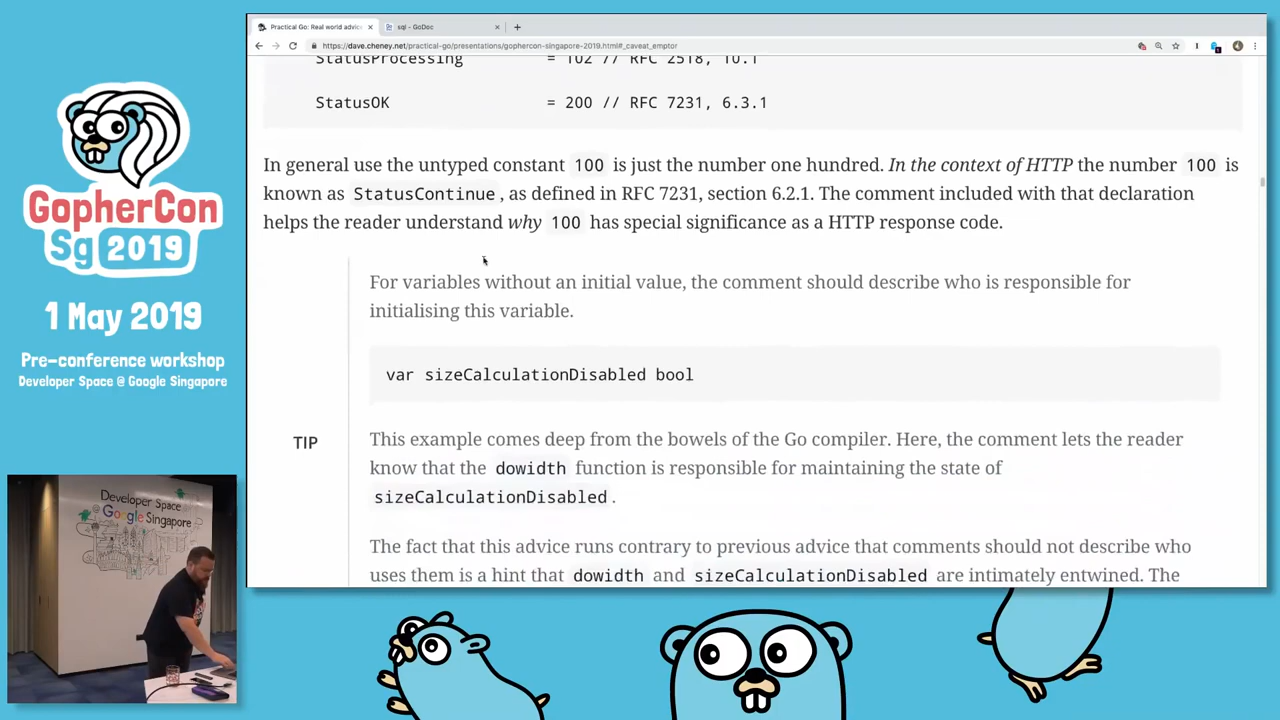 Practical Go: Real world advic
sql - GoDoc
https://dave.cheney.net/practical-go/presentations/gophercon-singapore-2019.html#_caveat_emptor
StatusProcessing = 102 // RFC 2518, 10.1
StatusOK = 200 // RFC 7231, 6.3.1
In general use the untyped constant 100 is just the number one hundred. In the context of HTTP the number 100 is
known as StatusContinue, as defined in RFC 7231, section 6.2.1. The comment included with that declaration
helps the reader understand why 100 has special significance as a HTTP response code.
For variables without an initial value, the comment should describe who is responsible for
initialising this variable.
var sizeCalculationDisabled bool
TIP
This example comes deep from the bowels of the Go compiler. Here, the comment lets the reader
know that the dowidth function is responsible for maintaining the state of
sizeCalculationDisabled.
The fact that this advice runs contrary to previous advice that comments should not describe who
uses them is a hint that dowidth and sizeCalculationDisabled are intimately entwined. The
GopherCon
Sg 2019
1 May 2019
Pre-conference workshop
Developer Space @ Google Singapore
Developer Space
@ Google Singapore